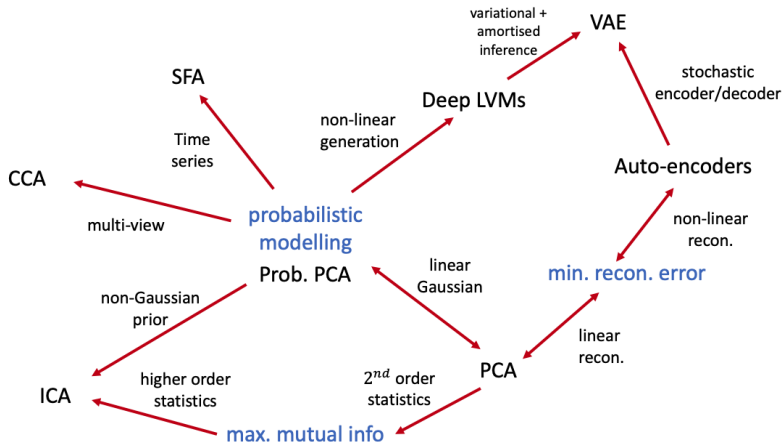 variational +
amortised
inference
VAE
SFA
stochastic
encoder/decoder
Deep LVMs
non-linear
generation
Time
series
Auto-encoders
CCA
multi-view
probabilistic
modelling
Prob. PCA
non-linear
recon.
min. recon. error
linear
Gaussian
non-Gaussian
prior
linear
recon.
PCA
2nd order
statistics
higher order
statistics
ICA
max. mutual info